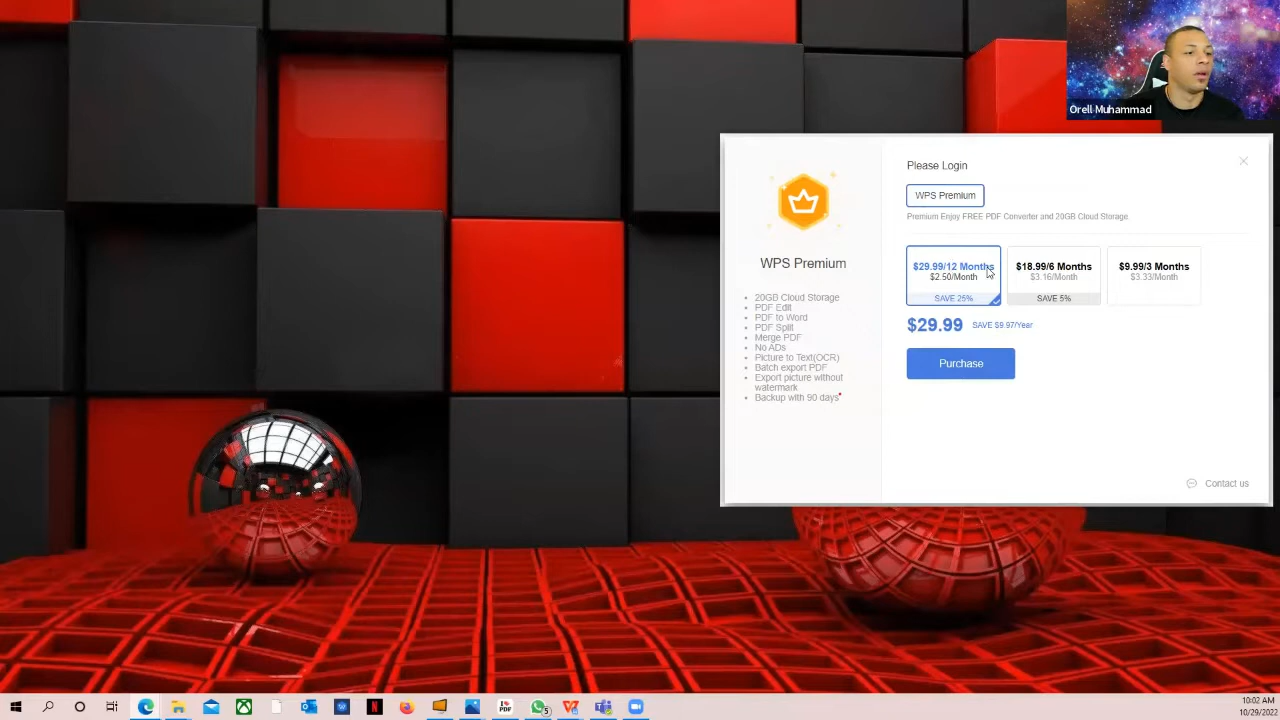 Orell Muhammad
Please Login
WPS Premium
Premium Enjoy FREE PDF Converter and 20GB Cloud Storage.
WPS Premium
20GB Cloud Storage
PDF Edit
PDF to Word
PDF Split
Merge PDF
No ADs
Picture to Text(OCR)
Batch export PDF
Export picture without
watermark
Backup with 90 days*
$29.99/12 Months
$2.50/Month
SAVE 25%
$18.99/6 Months
$3.16/Month
SAVE 5%
$9.99/3 Months
$3.33/Month
$29.99 SAVE $9.97/Year
Purchase
Contact us
PDF
10:02 AM
10/29/2022